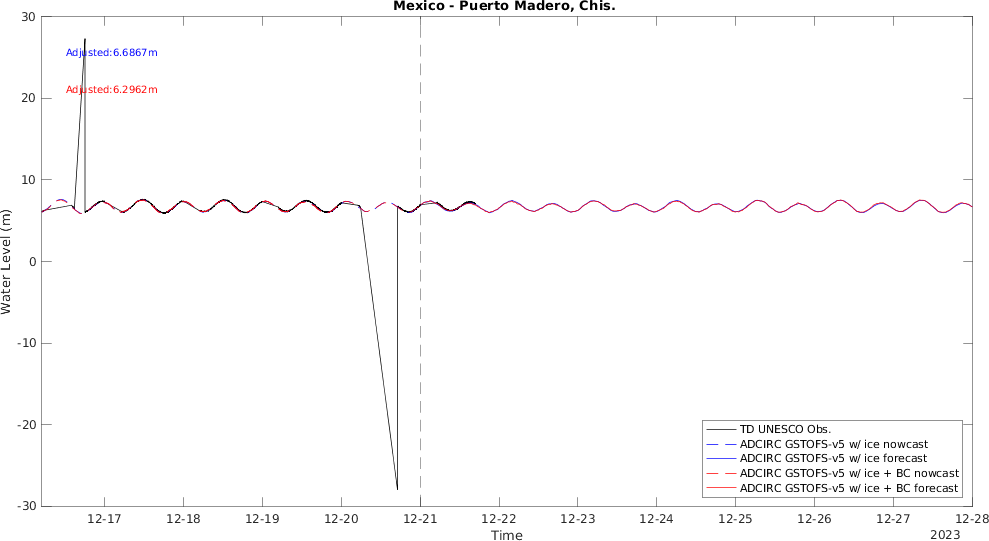 Mexico - Puerto Madero, Chis.
30
20
10
0
-10
-20
-30
Water Level (m)
Adjusted:6.6867m
Adjusted:6.2962m
TD UNESCO Obs.
ADCIRC GSTOFS-v5 w/ ice nowcast
ADCIRC GSTOFS-v5 w/ ice forecast
ADCIRC GSTOFS-v5 w/ ice + BC nowcast
ADCIRC GSTOFS-v5 w/ ice + BC forecast
12-17 12-18 12-19 12-20 12-21 12-22 12-23 12-24 12-25 12-26 12-27 12-28
Time
2023